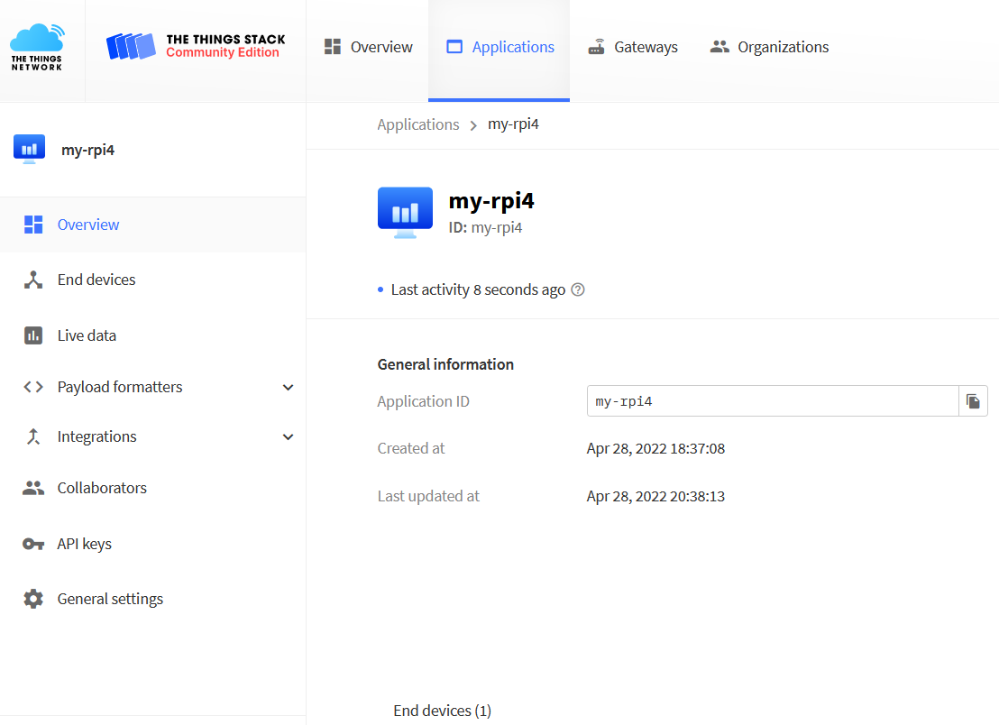 THE THINGS
NETWORK
THE THINGS STACK
Community Edition
Overview
Applications
Gateways
Organizations
my-rpi4
Overview
End devices
Live data
Payload formatters
Integrations
Collaborators
API keys
General settings
Applications > my-rpi4
my-rpi4
ID: my-rpi4
Last activity 8 seconds ago
General information
Application ID my-rpi4
Created at Apr 28, 2022 18:37:08
Last updated at Apr 28, 2022 20:38:13
End devices (1)